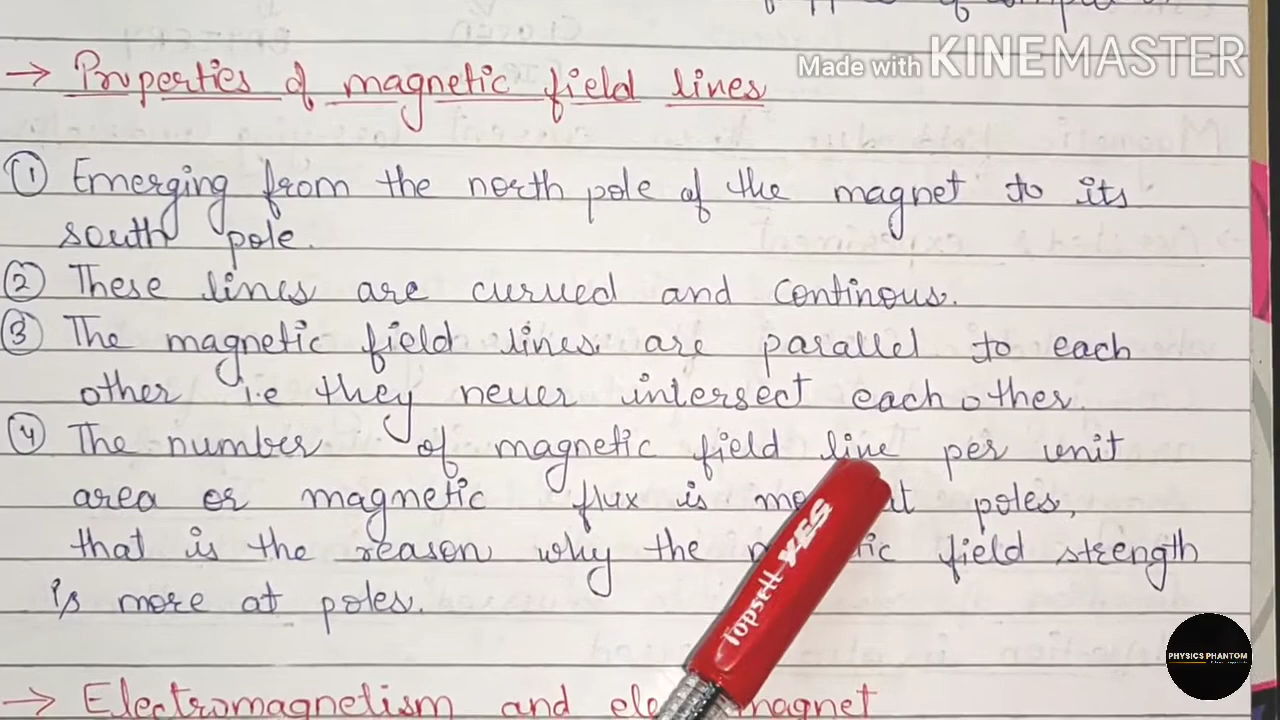 Made with KINEMASTER
→ Properties of magnetic field lines
① Emerging from the north pole of the magnet to its
south pole.
② These lines are curved and continous.
③ The magnetic field lines are parallel to each
other i.e they never intersect each other.
④ The number of magnetic field line per unit
area or magnetic flux is at poles,
that is the reason why the field strength
is more at poles.
Topsett YES
→ Electromagnetism and
PHYSICS PHANTOM